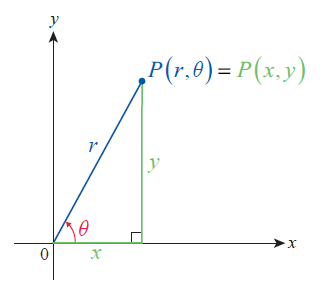 y
P(r, θ) = P(x, y)
r
y
θ
0
x
x